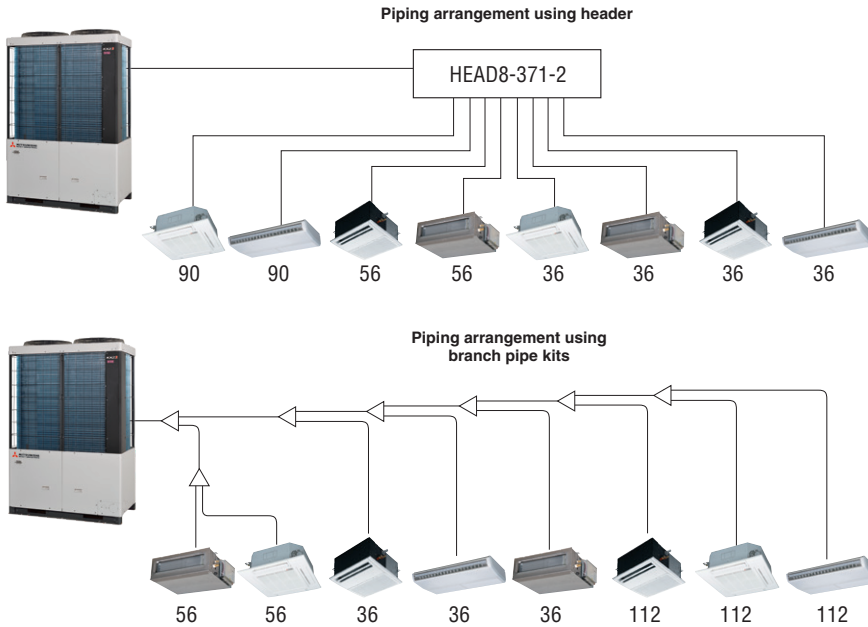 Piping arrangement using header
HEAD8-371-2
90 90 56 56 36 36 36 36
Piping arrangement using
branch pipe kits
56 56 36 36 36 112 112 112